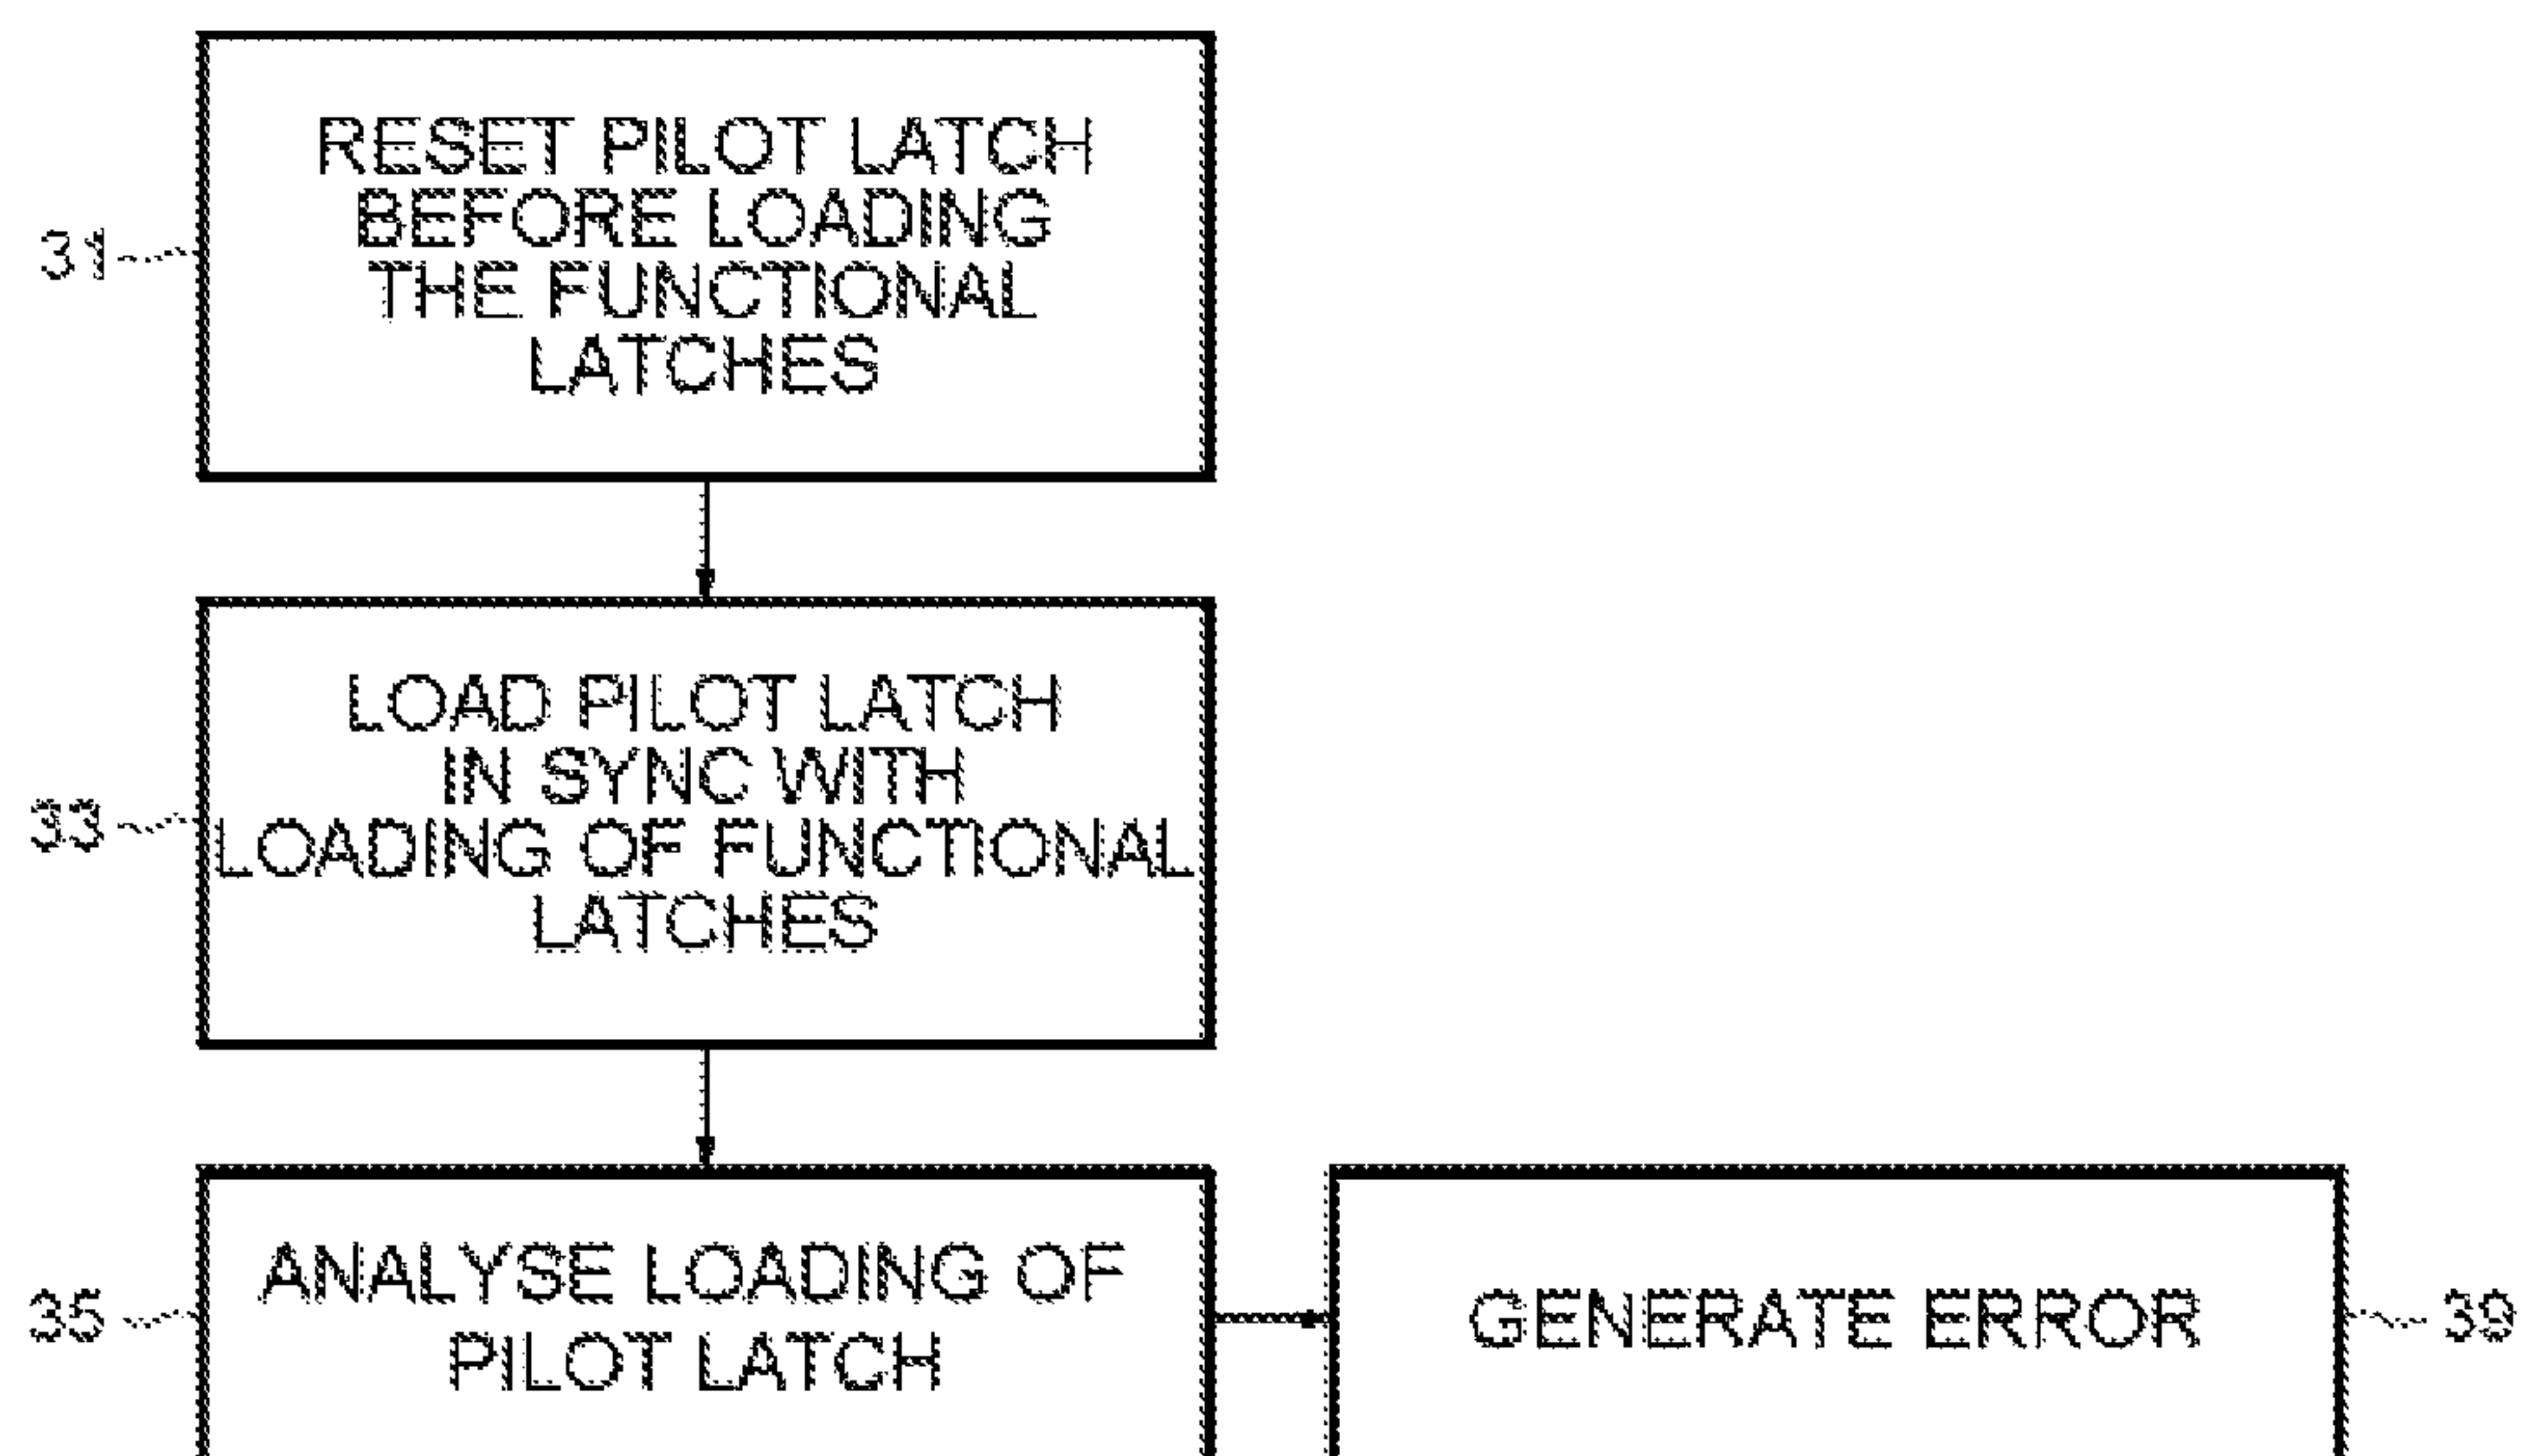 RESET PILOT LATCH
BEFORE LOADING
THE FUNCTIONAL
LATCHES
31
LOAD PILOT LATCH
IN SYNC WITH
LOADING OF FUNCTIONAL
LATCHES
33
ANALYSE LOADING OF
PILOT LATCH
35
GENERATE ERROR
39